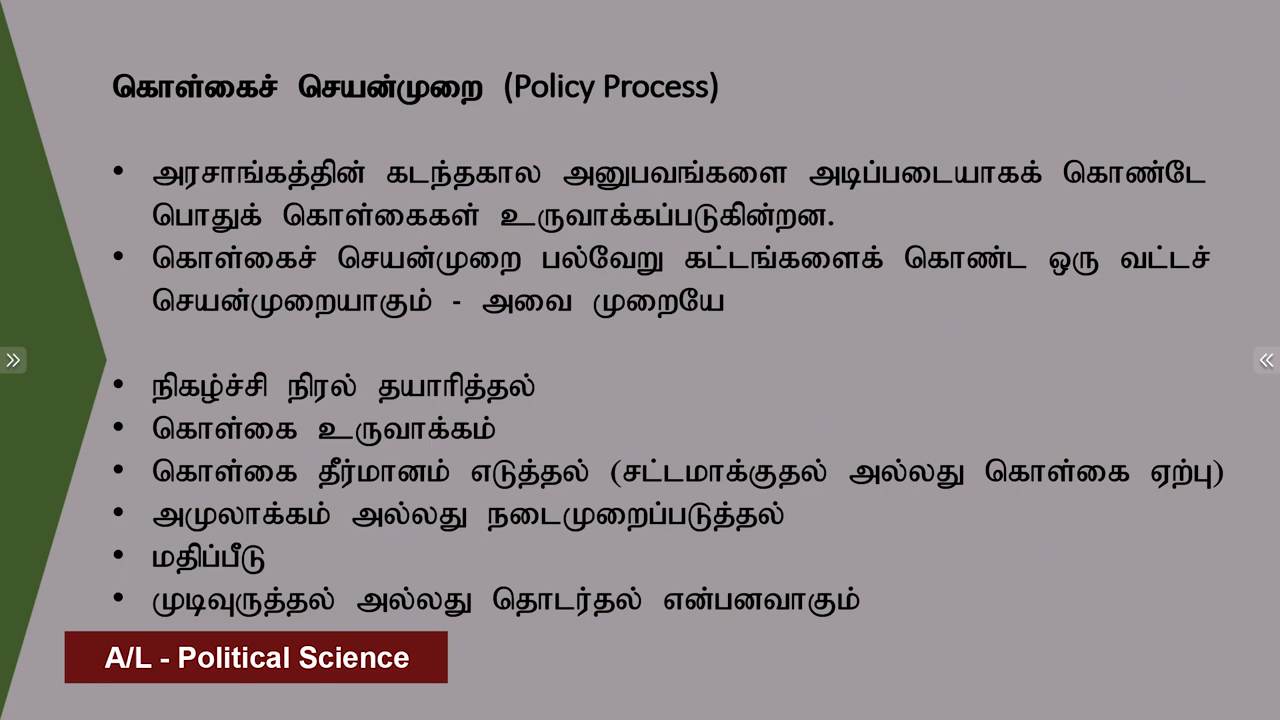 கொள்கைச் செயன்முறை (Policy Process)
• அரசாங்கத்தின் கடந்தகால அனுபவங்களை அடிப்படையாகக் கொண்டே
பொதுக் கொள்கைகள் உருவாக்கப்படுகின்றன.
• கொள்கைச் செயன்முறை பல்வேறு கட்டங்களைக் கொண்ட ஒரு வட்டச்
செயன்முறையாகும் - அவை முறையே
• நிகழ்ச்சி நிரல் தயாரித்தல்
• கொள்கை உருவாக்கம்
• கொள்கை தீர்மானம் எடுத்தல் (சட்டமாக்குதல் அல்லது கொள்கை ஏற்பு)
• அமுலாக்கம் அல்லது நடைமுறைப்படுத்தல்
• மதிப்பீடு
• முடிவுருத்தல் அல்லது தொடர்தல் என்பனவாகும்
A/L - Political Science